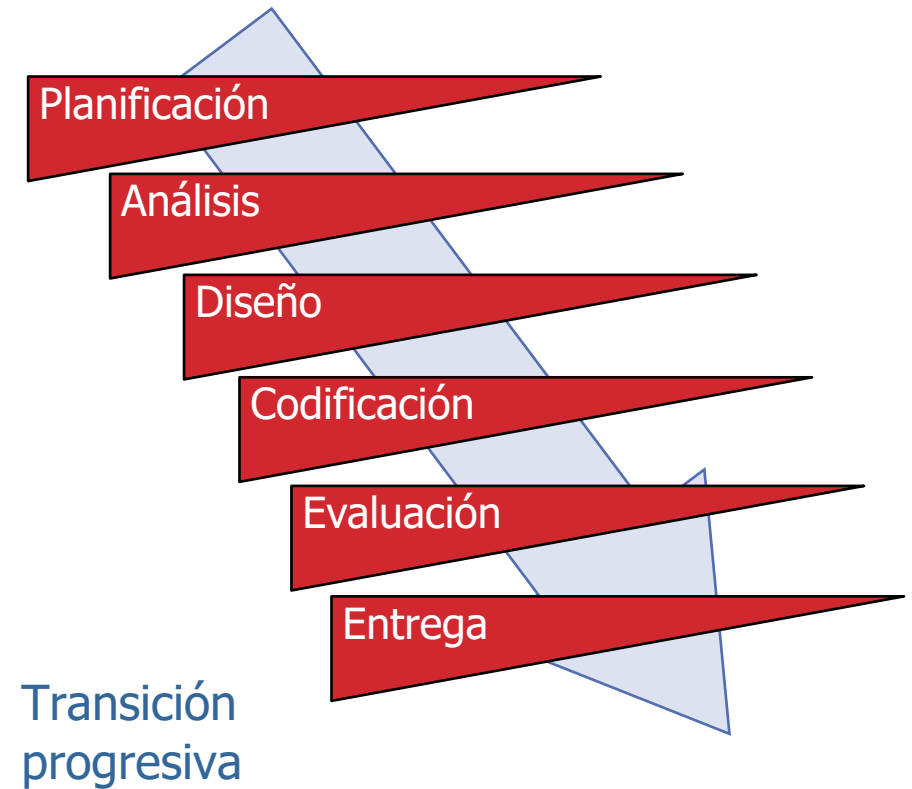 Planificación
Análisis
Diseño
Codificación
Evaluación
Entrega
Transición
progresiva